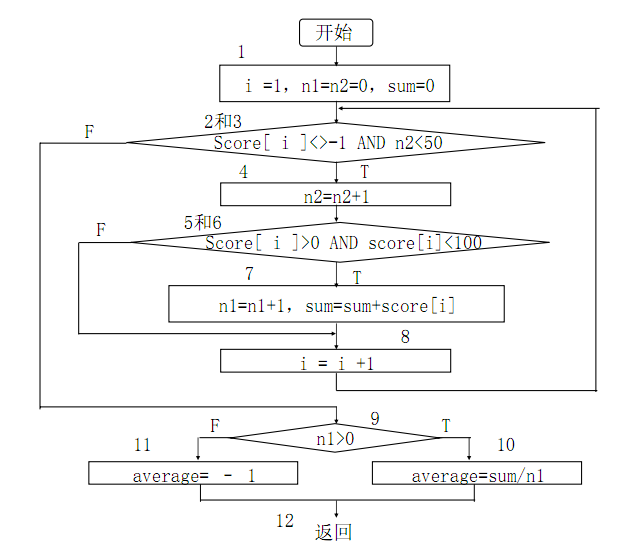 开始
1
i =1, n1=n2=0, sum=0
2和3
F
Score[ i ]<>-1 AND n2<50
4
T
n2=n2+1
5和6
F
Score[ i ]>0 AND score[i]<100
7
T
n1=n1+1, sum=sum+score[i]
8
i = i +1
9
F
T
n1>0
11
10
average= - 1
average=sum/n1
12
返回